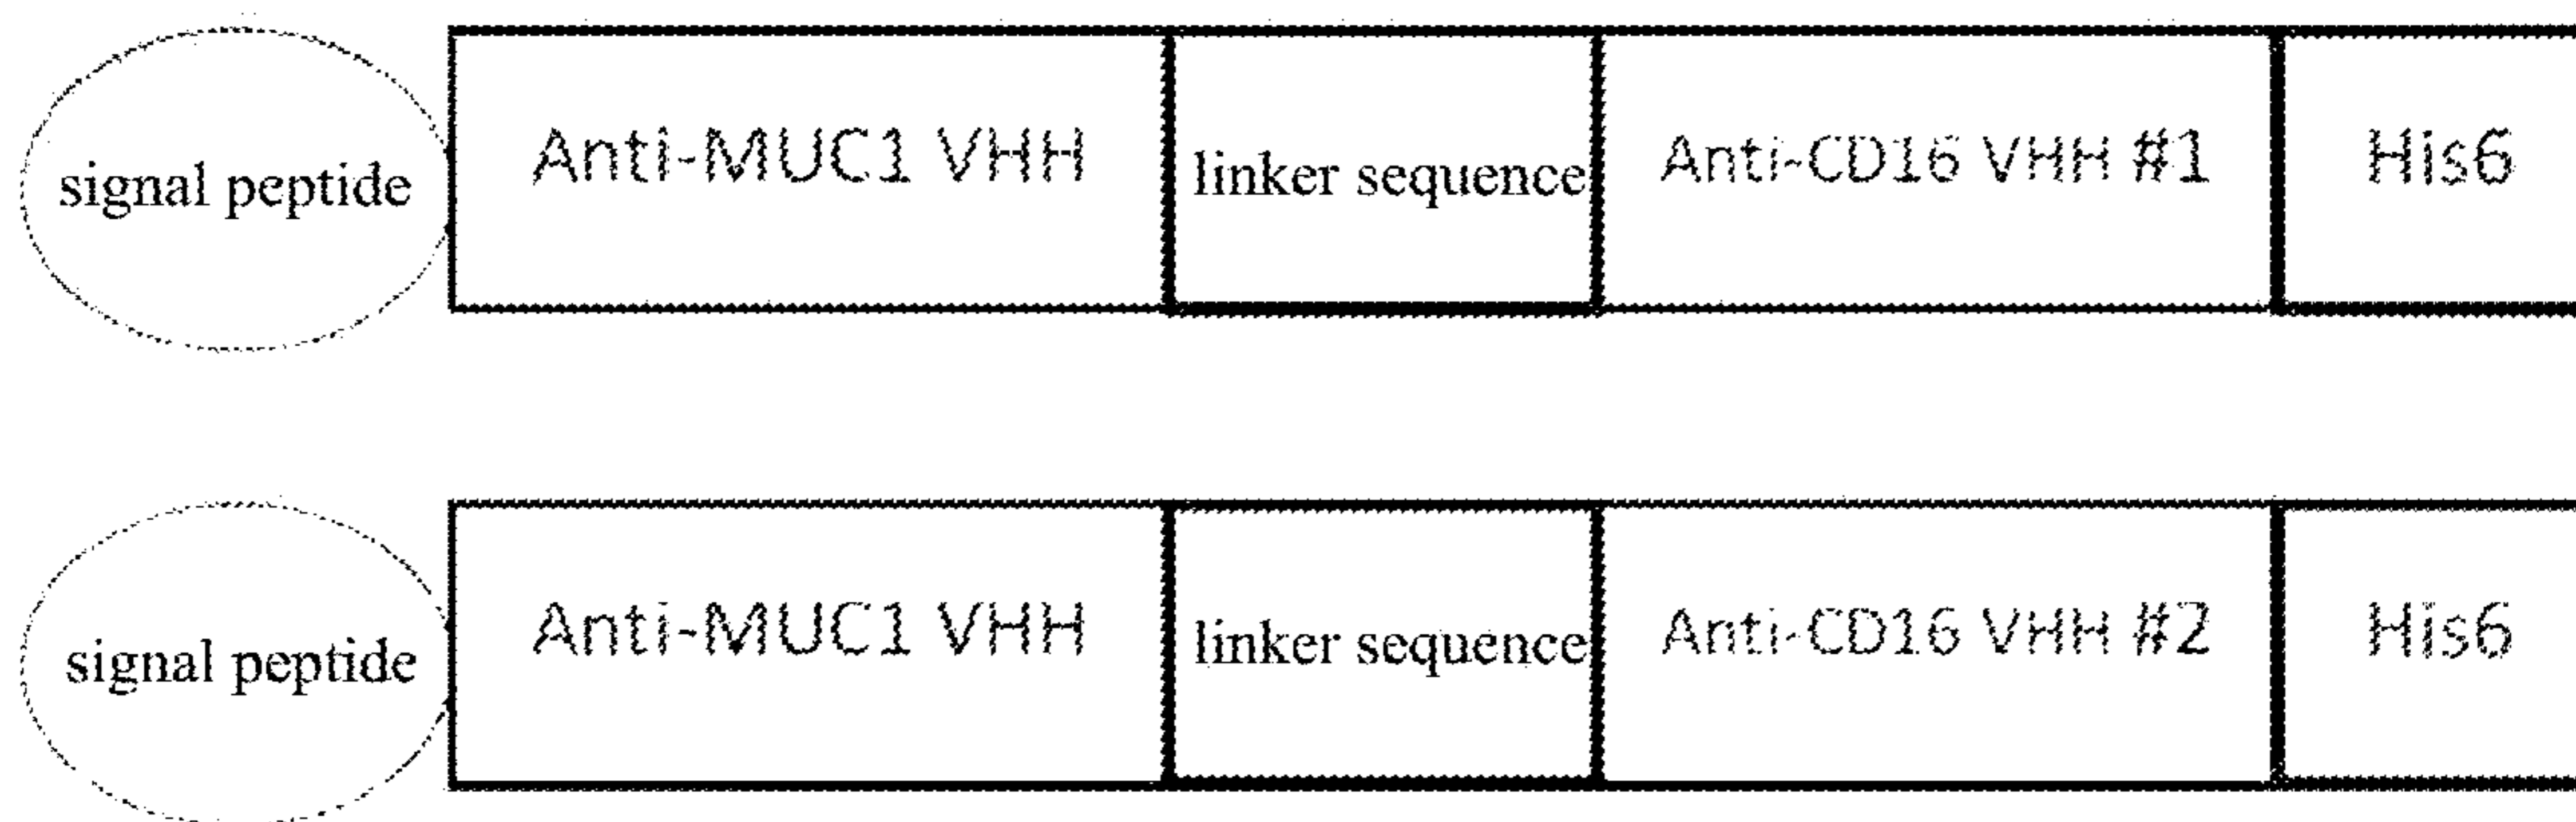 signal peptide Anti-MUC1 VHH linker sequence Anti-CD16 VHH #1 His6
signal peptide Anti-MUC1 VHH linker sequence Anti-CD16 VHH #2 His6